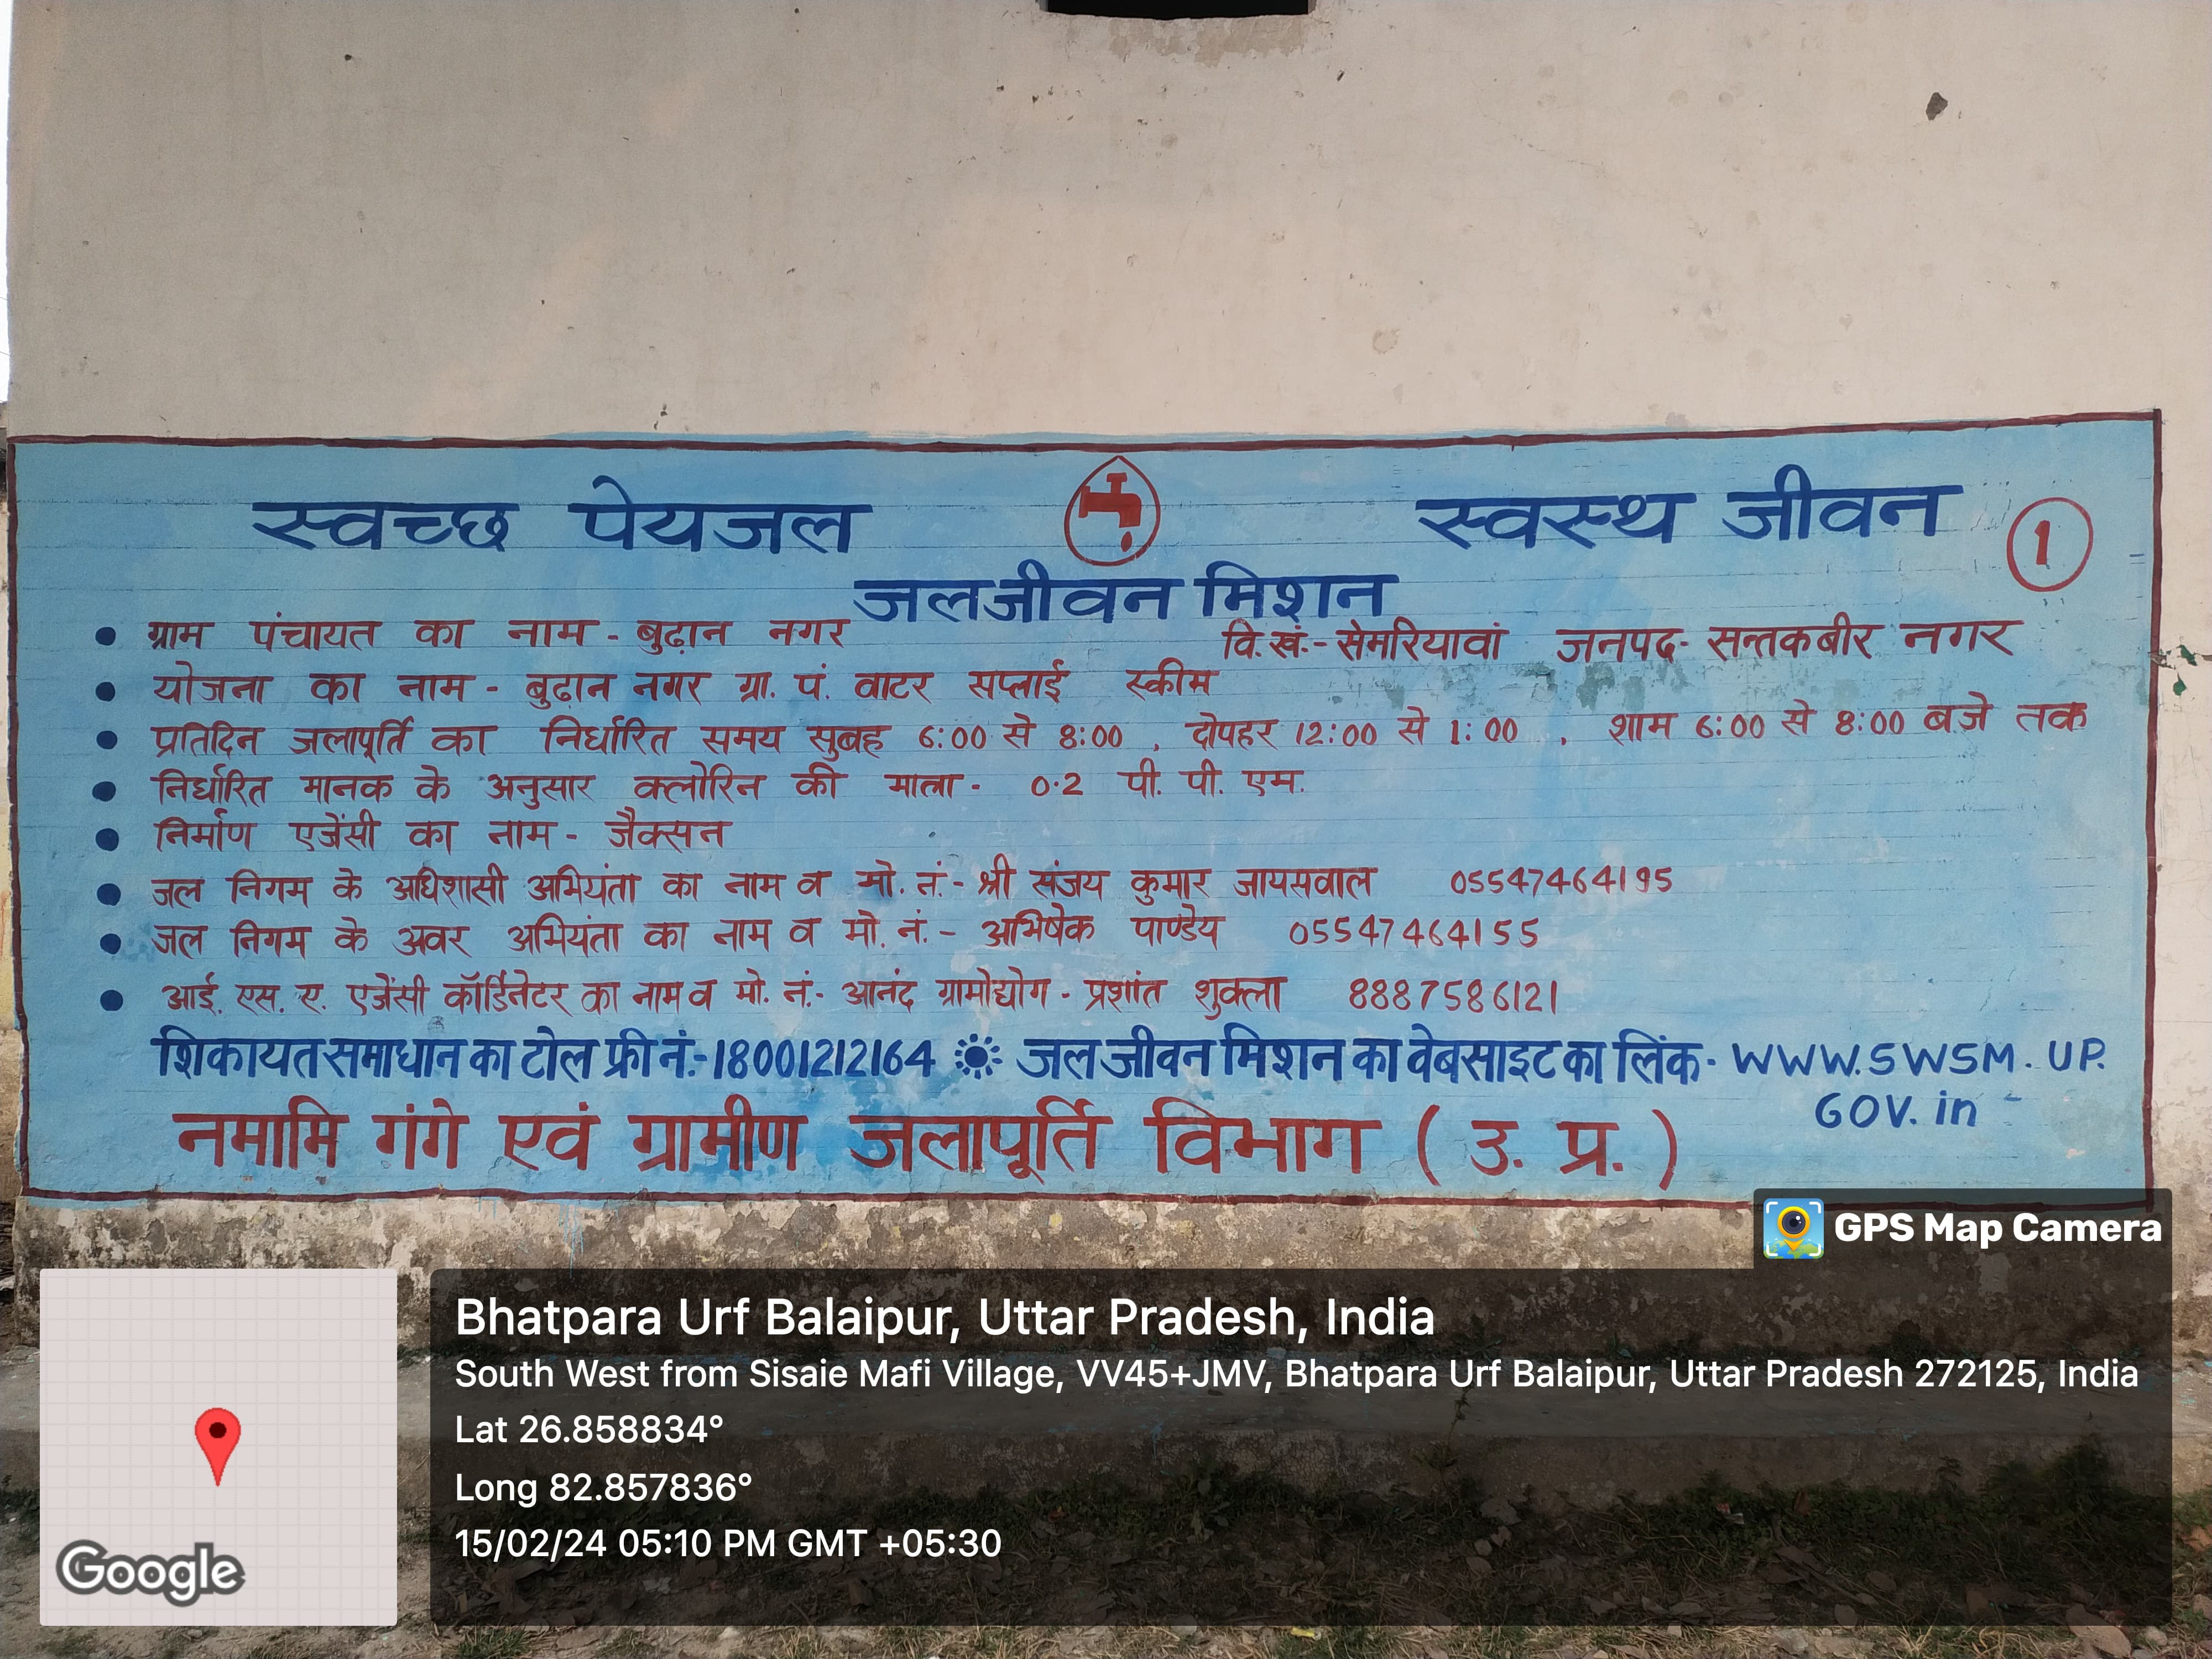 स्वच्छ पेयजल स्वस्थ जीवन 1
जलजीवन मिशन
• ग्राम पंचायत का नाम - बुढ़ान नगर वि.खं.- सेमरियावां जनपद- सन्तकबीर नगर
• योजना का नाम - बुढ़ान नगर ग्रा. पं. वाटर सप्लाई स्कीम
• प्रतिदिन जलापूर्ति का निर्धारित समय सुबह 6:00 से 8:00 , दोपहर 12:00 से 1:00 , शाम 6:00 से 8:00 बजे तक
• निर्धारित मानक के अनुसार क्लोरिन की मात्रा - 0.2 पी. पी. एम.
• निर्माण एजेंसी का नाम - जैक्सन
• जल निगम के अधिशासी अभियंता का नाम व मो. नं.- श्री संजय कुमार जायसवाल 05547464195
• जल निगम के अवर अभियंता का नाम व मो. नं. - अभिषेक पाण्डेय 05547464155
• आई. एस. ए. एजेंसी कॉर्डिनेटर का नाम व मो. नं.- आनंद ग्रामोद्योग - प्रशांत शुक्ला 8887586121
शिकायत समाधान का टोल फ्री नं.-18001212164 जल जीवन मिशन का वेबसाइट का लिंक- WWW.SWSM.UP.
GOV.in
नमामि गंगे एवं ग्रामीण जलापूर्ति विभाग ( उ. प्र. )
GPS Map Camera
Bhatpara Urf Balaipur, Uttar Pradesh, India
South West from Sisaie Mafi Village, VV45+JMV, Bhatpara Urf Balaipur, Uttar Pradesh 272125, India
Lat 26.858834°
Long 82.857836°
15/02/24 05:10 PM GMT +05:30
Google